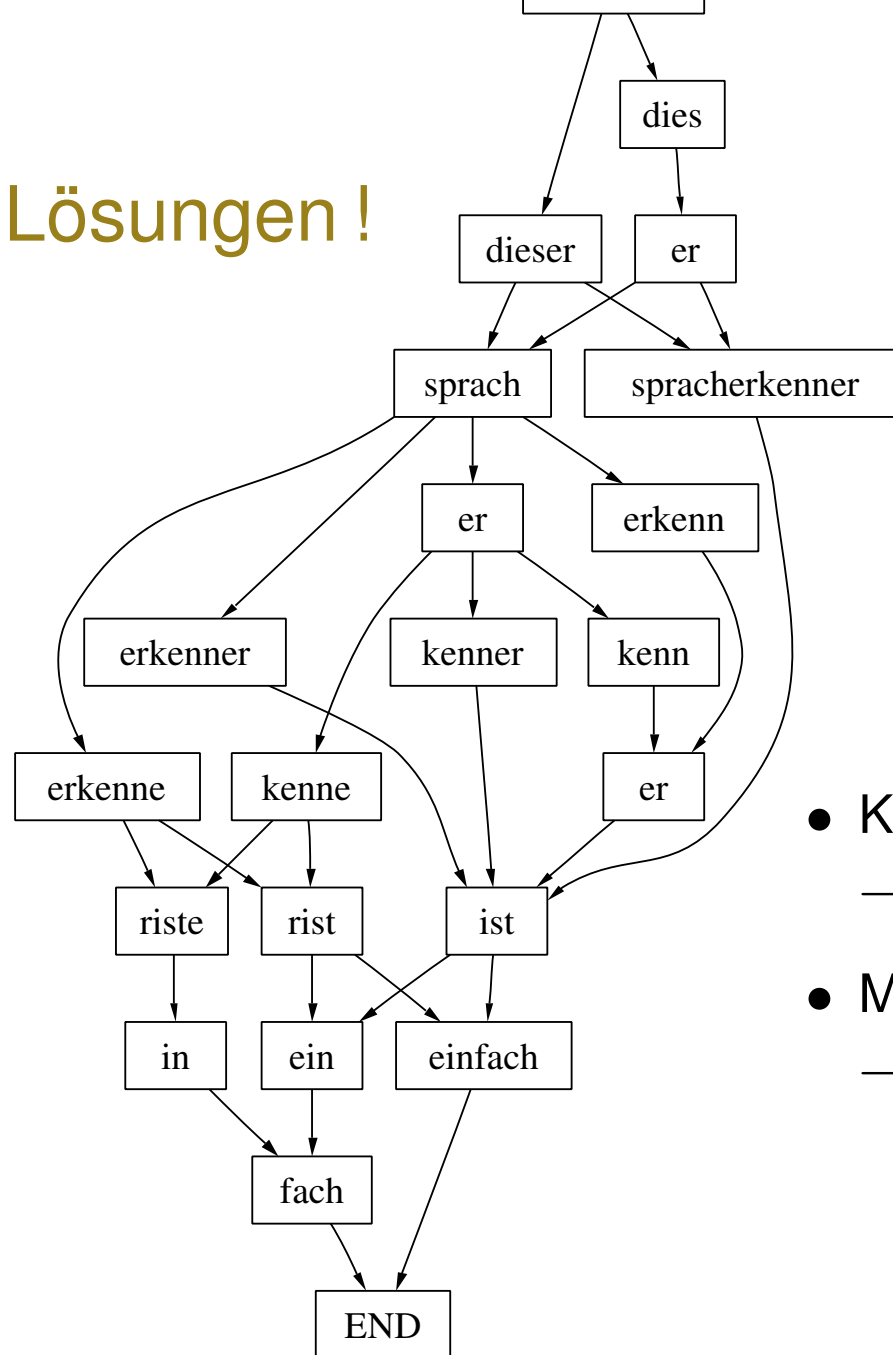 dies
Lösungen !
dieser er
sprach spracherkenner
er erkenn
erkenner kenner kenn
erkenne kenne er
• K
–
riste rist ist
• M
–
in ein einfach
fach
END